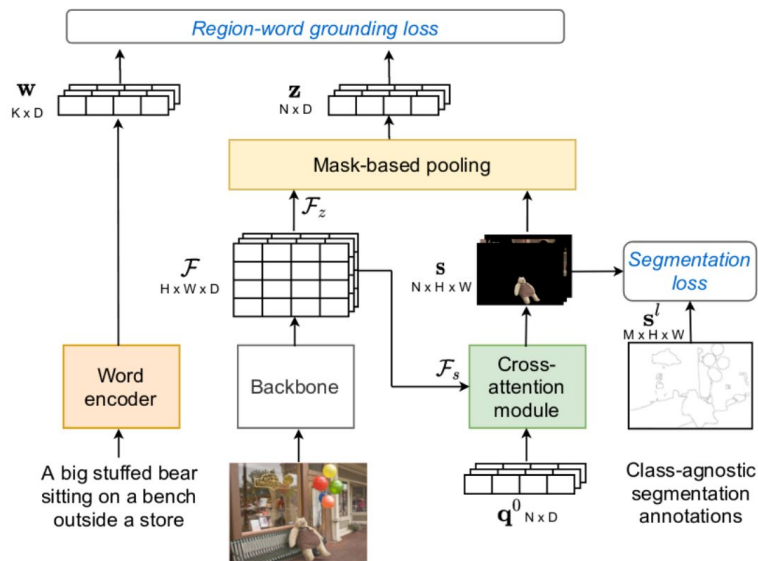 Region-word grounding loss
w
K x D
z
N x D
Mask-based pooling
𝓕_z
𝓕
H x W x D
s
N x H x W
Segmentation
loss
s^l
M x H x W
Word
encoder
Backbone
𝓕_s
Cross-
attention
module
A big stuffed bear
sitting on a bench
outside a store
q^0 N x D
Class-agnostic
segmentation
annotations